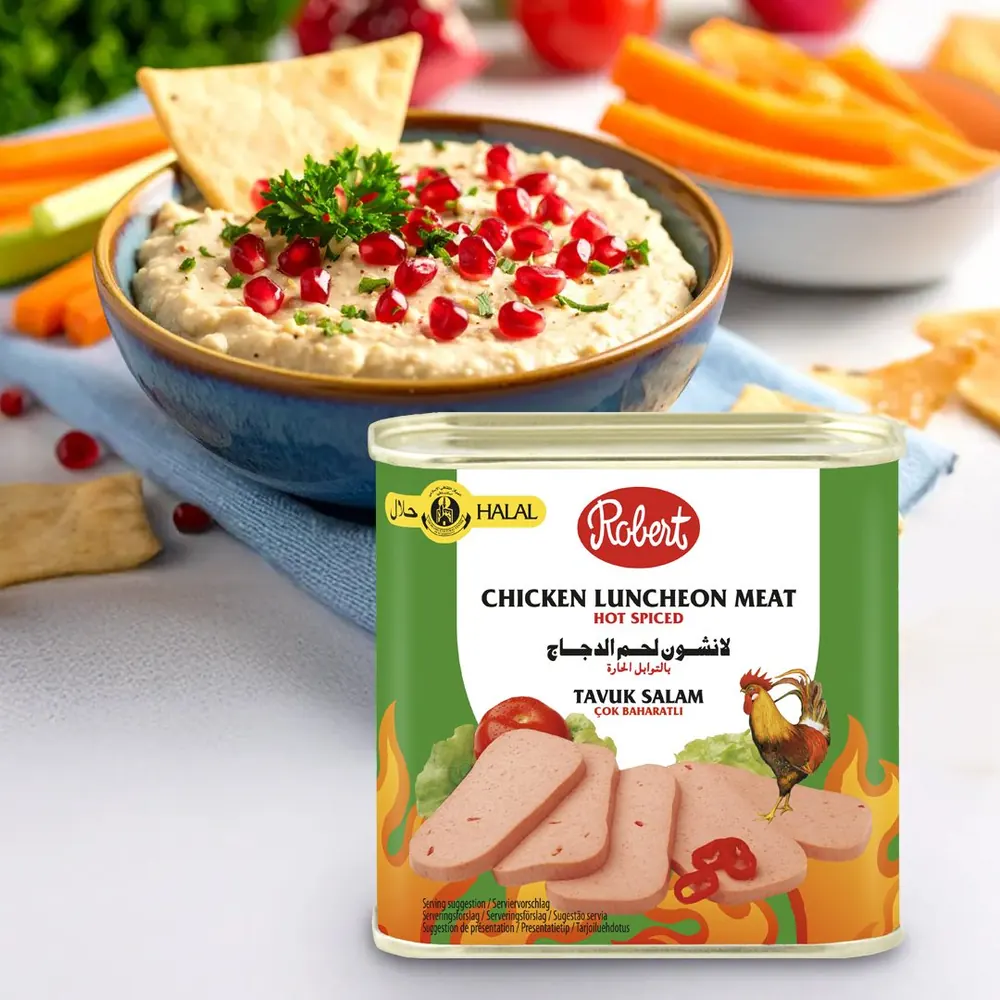 حلال HALAL
Robert
CHICKEN LUNCHEON MEAT
HOT SPICED
لانشون لحم الدجاج
بالتوابل الحارة
TAVUK SALAM
ÇOK BAHARATLI
Serving suggestion / Serviervorschlag
Serveringsforslag / Serveringsförslag / Sugestão servia
Suggestion de présentation / Presentatietip / Tarjoiluehdotus